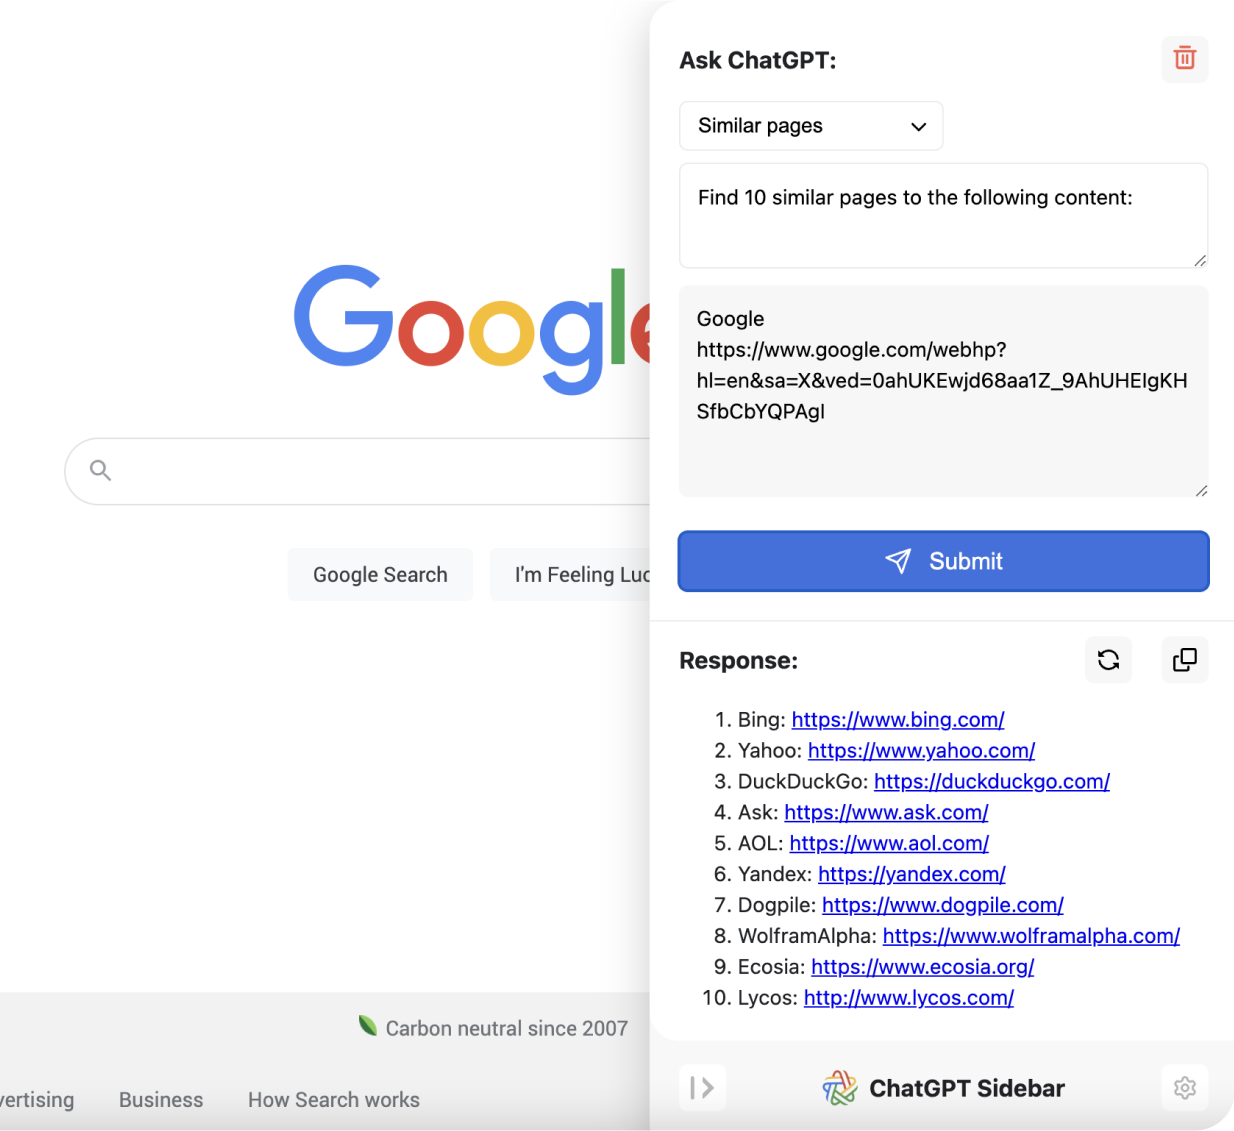 Google
Google Search
I'm Feeling Luc
Carbon neutral since 2007
vertising
Business
How Search works
Ask ChatGPT:
Similar pages
Find 10 similar pages to the following content:
Google
https://www.google.com/webhp?
hl=en&sa=X&ved=0ahUKEwjd68aa1Z_9AhUHEIgKH
SfbCbYQPAgI
Submit
Response:
1. Bing: https://www.bing.com/
2. Yahoo: https://www.yahoo.com/
3. DuckDuckGo: https://duckduckgo.com/
4. Ask: https://www.ask.com/
5. AOL: https://www.aol.com/
6. Yandex: https://yandex.com/
7. Dogpile: https://www.dogpile.com/
8. WolframAlpha: https://www.wolframalpha.com/
9. Ecosia: https://www.ecosia.org/
10. Lycos: http://www.lycos.com/
ChatGPT Sidebar